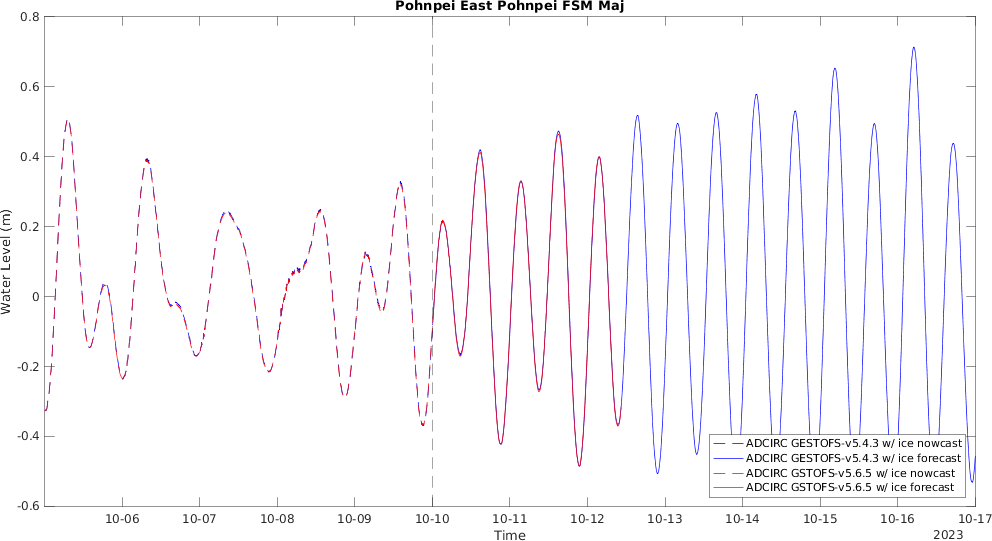 Pohnpei East Pohnpei FSM Maj
0.8
0.6
0.4
0.2
0
-0.2
-0.4
-0.6
Water Level (m)
10-06 10-07 10-08 10-09 10-10 10-11 10-12 10-13 10-14 10-15 10-16 10-17
Time
2023
ADCIRC GESTOFS-v5.4.3 w/ ice nowcast
ADCIRC GESTOFS-v5.4.3 w/ ice forecast
ADCIRC GSTOFS-v5.6.5 w/ ice nowcast
ADCIRC GSTOFS-v5.6.5 w/ ice forecast